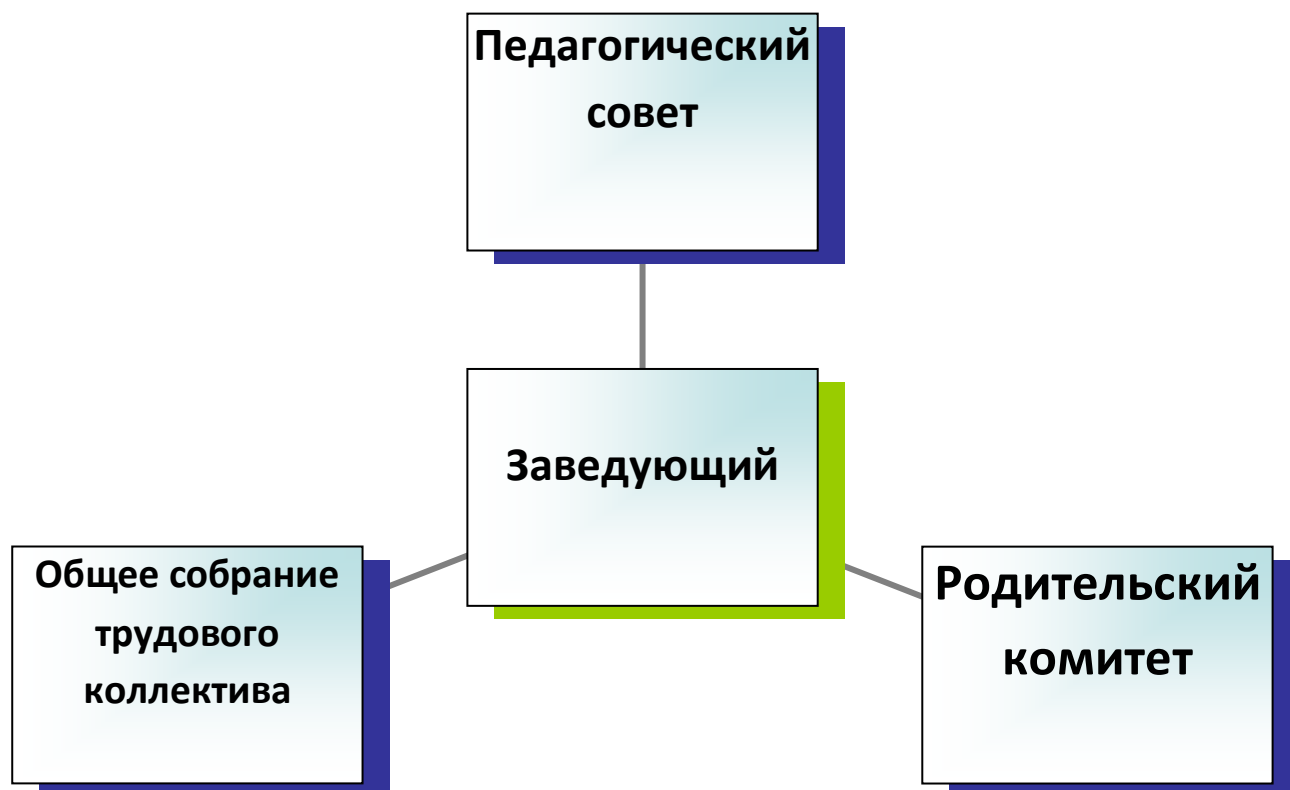 Педагогический
совет
Заведующий
Общее собрание
трудового
коллектива
Родительский
комитет